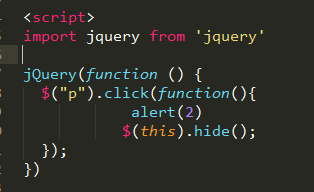 <script>
import jquery from 'jquery'
jQuery(function () {
$("p").click(function(){
alert(2)
$(this).hide();
});
})